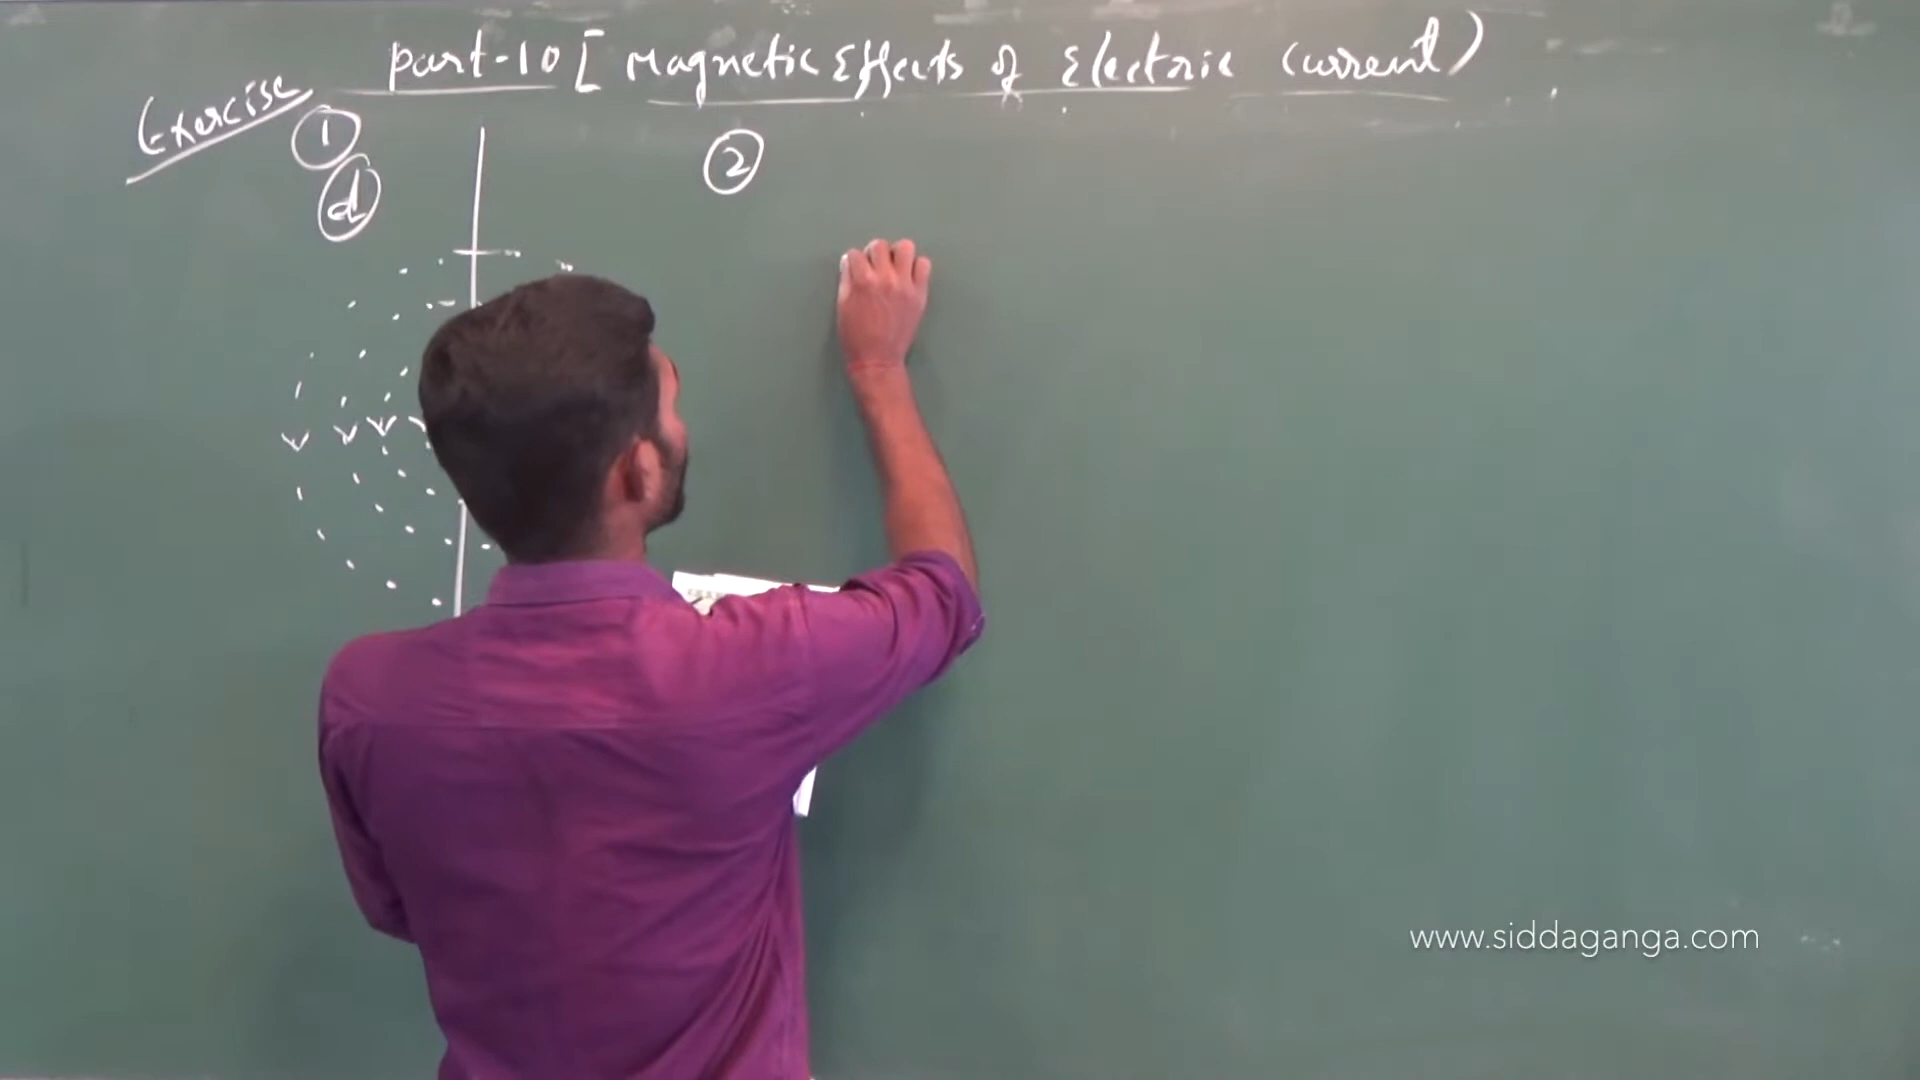 part-10 [ Magnetic Effects of Electric Current )
Exercise
1
d
2
www.siddaganga.com